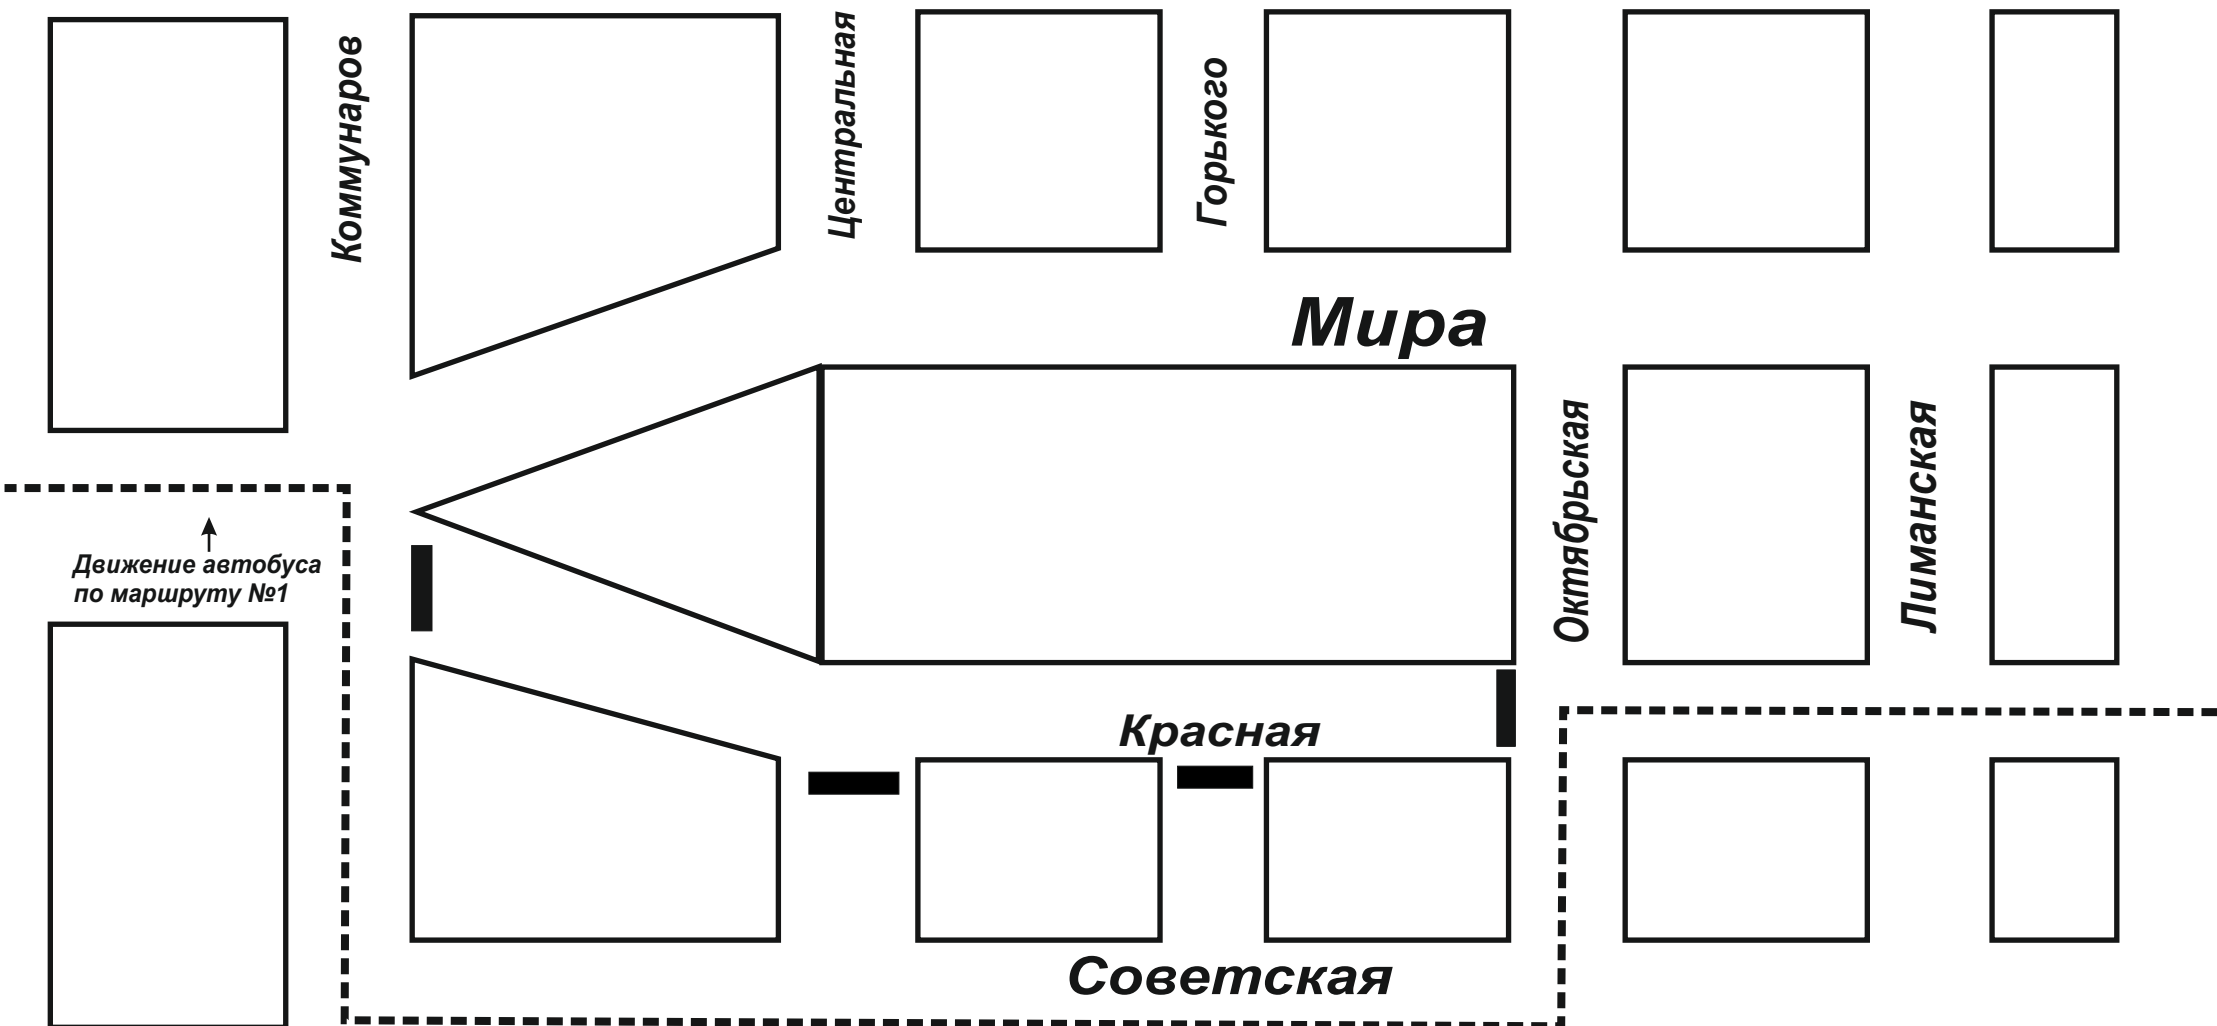 Коммунаров
Центральная
Горького
Мира
Октябрьская
Лиманская
Движение автобуса
по маршруту №1
Красная
Советская